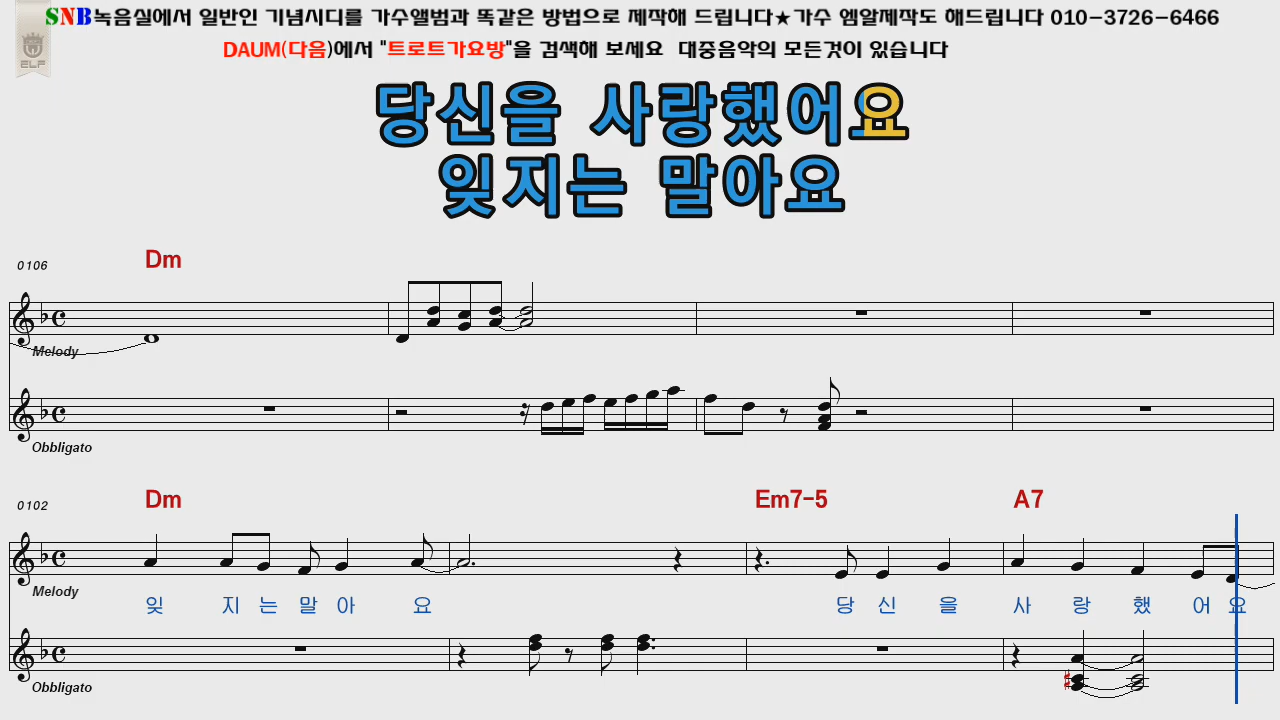 SNB녹음실에서 일반인 기념시디를 가수앨범과 똑같은 방법으로 제작해 드립니다★가수 엠알제작도 해드립니다 010-3726-6466
DAUM(다음)에서 "트로트가요방"을 검색해 보세요 대중음악의 모든것이 있습니다
ELF
당신을 사랑했어요
잊지는 말아요
0106
Dm
Melody
Obbligato
0102
Dm Em7-5 A7
Melody
잊 지 는 말 아 요 당 신 을 사 랑 했 어 요
Obbligato